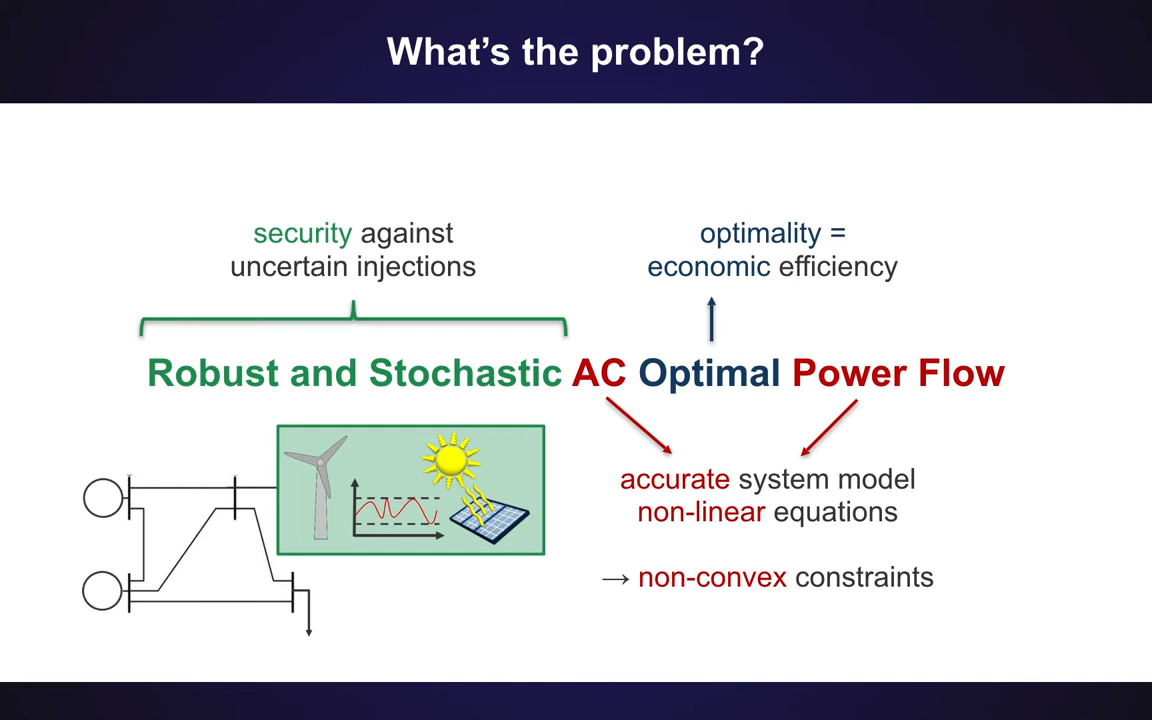 What’s the problem?
security against
uncertain injections
optimality =
economic efficiency
Robust and Stochastic AC Optimal Power Flow
accurate system model
non-linear equations
→ non-convex constraints